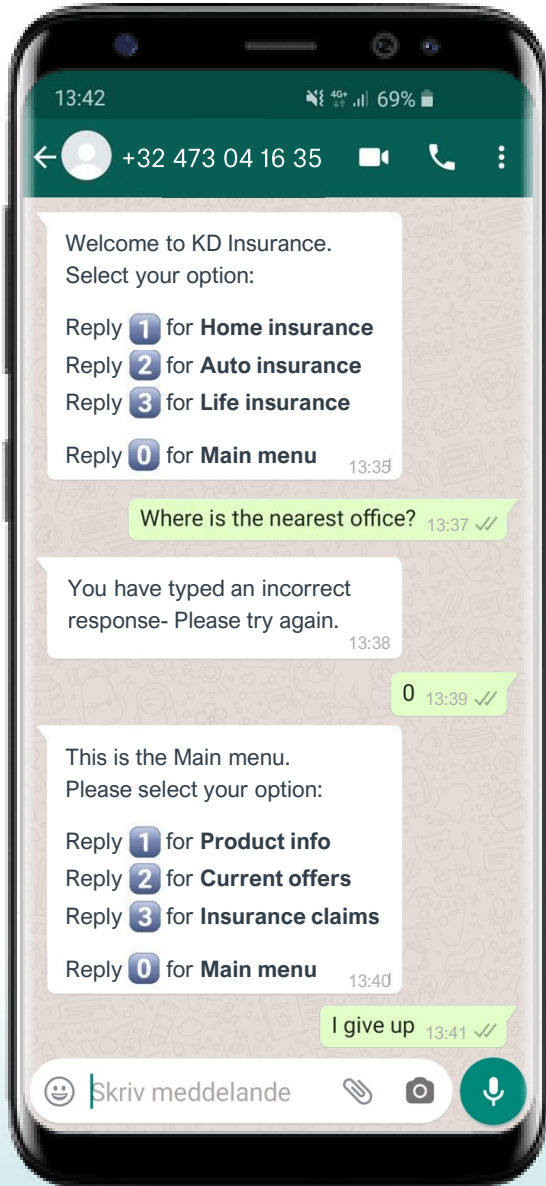 13:42 4G+ 69%
+32 473 04 16 35
Welcome to KD Insurance.
Select your option:
Reply 1 for Home insurance
Reply 2 for Auto insurance
Reply 3 for Life insurance
Reply 0 for Main menu 13:35
Where is the nearest office? 13:37
You have typed an incorrect
response- Please try again.
13:38
0 13:39
This is the Main menu.
Please select your option:
Reply 1 for Product info
Reply 2 for Current offers
Reply 3 for Insurance claims
Reply 0 for Main menu 13:40
I give up 13:41
Skriv meddelande